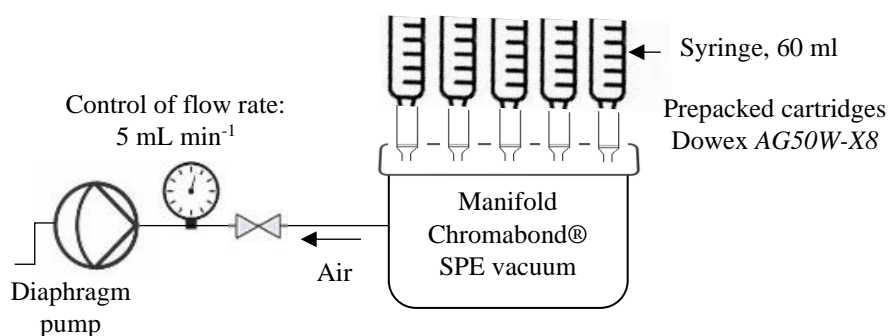 Syringe, 60 ml
Control of flow rate:
5 mL min⁻¹
Prepacked cartridges
Dowex AG50W-X8
Manifold
Chromabond®
SPE vacuum
Air
Diaphragm
pump